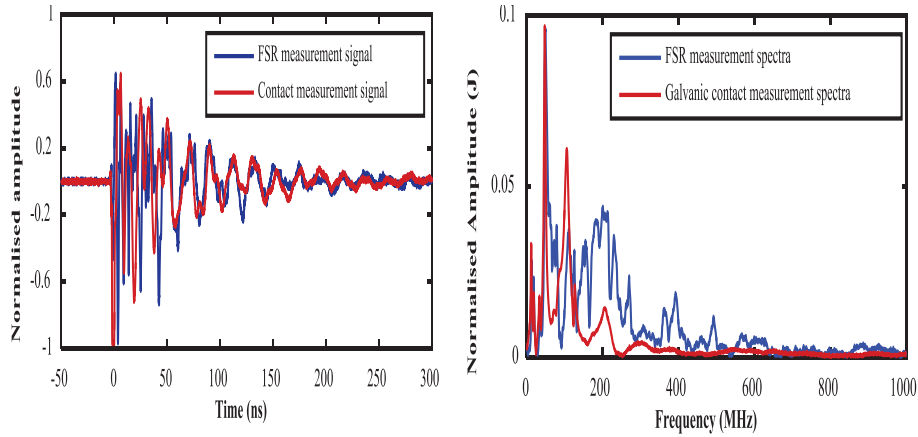 1
0.6
0.2
-0.2
-0.6
-1
Normalised amplitude
FSR measurement signal
Contact measurement signal
-50
0
50
100
150
200
250
300
Time (ns)
0.1
0.05
0
Normalised Amplitude (J)
FSR measurement spectra
Galvanic contact measurement spectra
0
200
400
600
800
1000
Frequency (MHz)